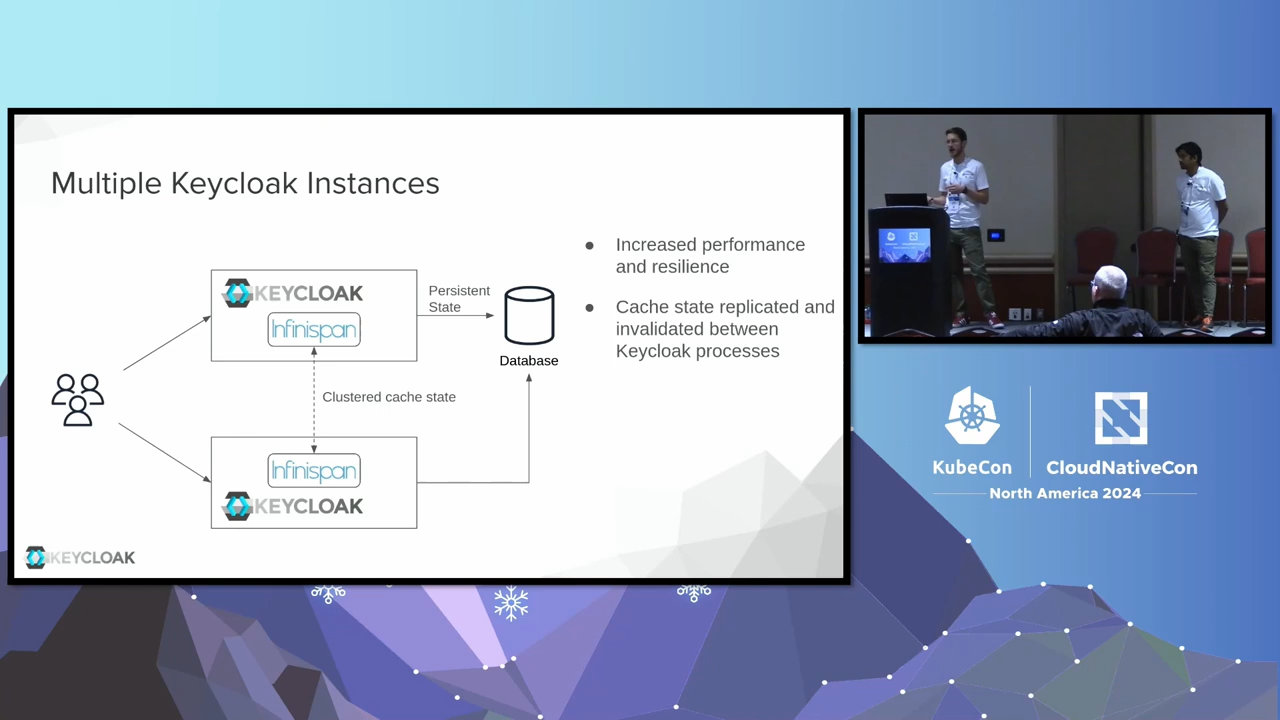 Multiple Keycloak Instances
KEYCLOAK
Infinispan
Persistent
State
Database
Clustered cache state
Infinispan
KEYCLOAK
● Increased performance
and resilience
● Cache state replicated and
invalidated between
Keycloak processes
KEYCLOAK
KubeCon
CloudNativeCon
North America 2024